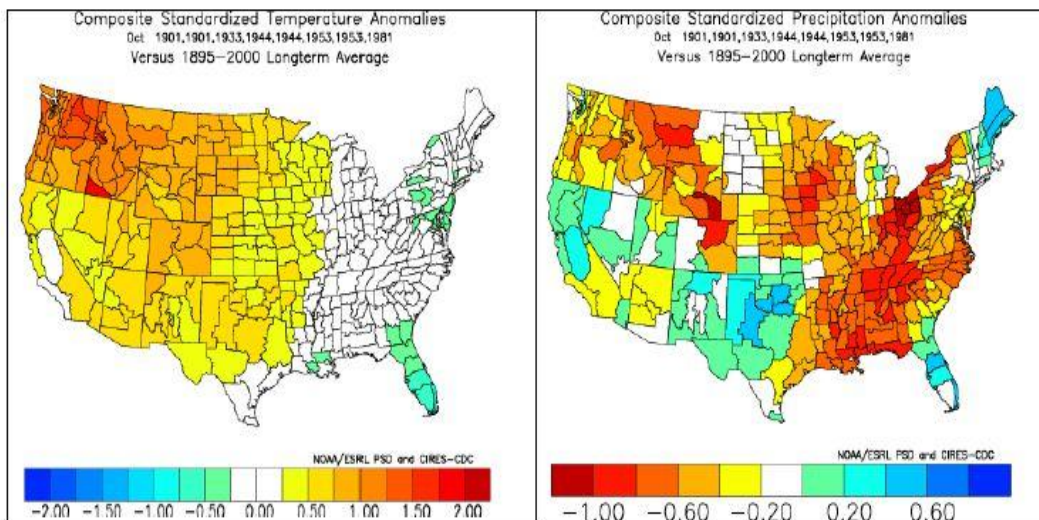 Composite Standardized Temperature Anomalies
Oct 1901,1901,1933,1944,1944,1953,1953,1981
Versus 1895–2000 Longterm Average
NOAA/ESRL PSD and CIRES–CDC
−2.00 −1.50 −1.00 −0.50 0.00 0.50 1.00 1.50 2.00
Composite Standardized Precipitation Anomalies
Oct 1901,1901,1933,1944,1944,1953,1953,1981
Versus 1895–2000 Longterm Average
NOAA/ESRL PSD and CIRES–CDC
−1.00 −0.60 −0.20 0.20 0.60